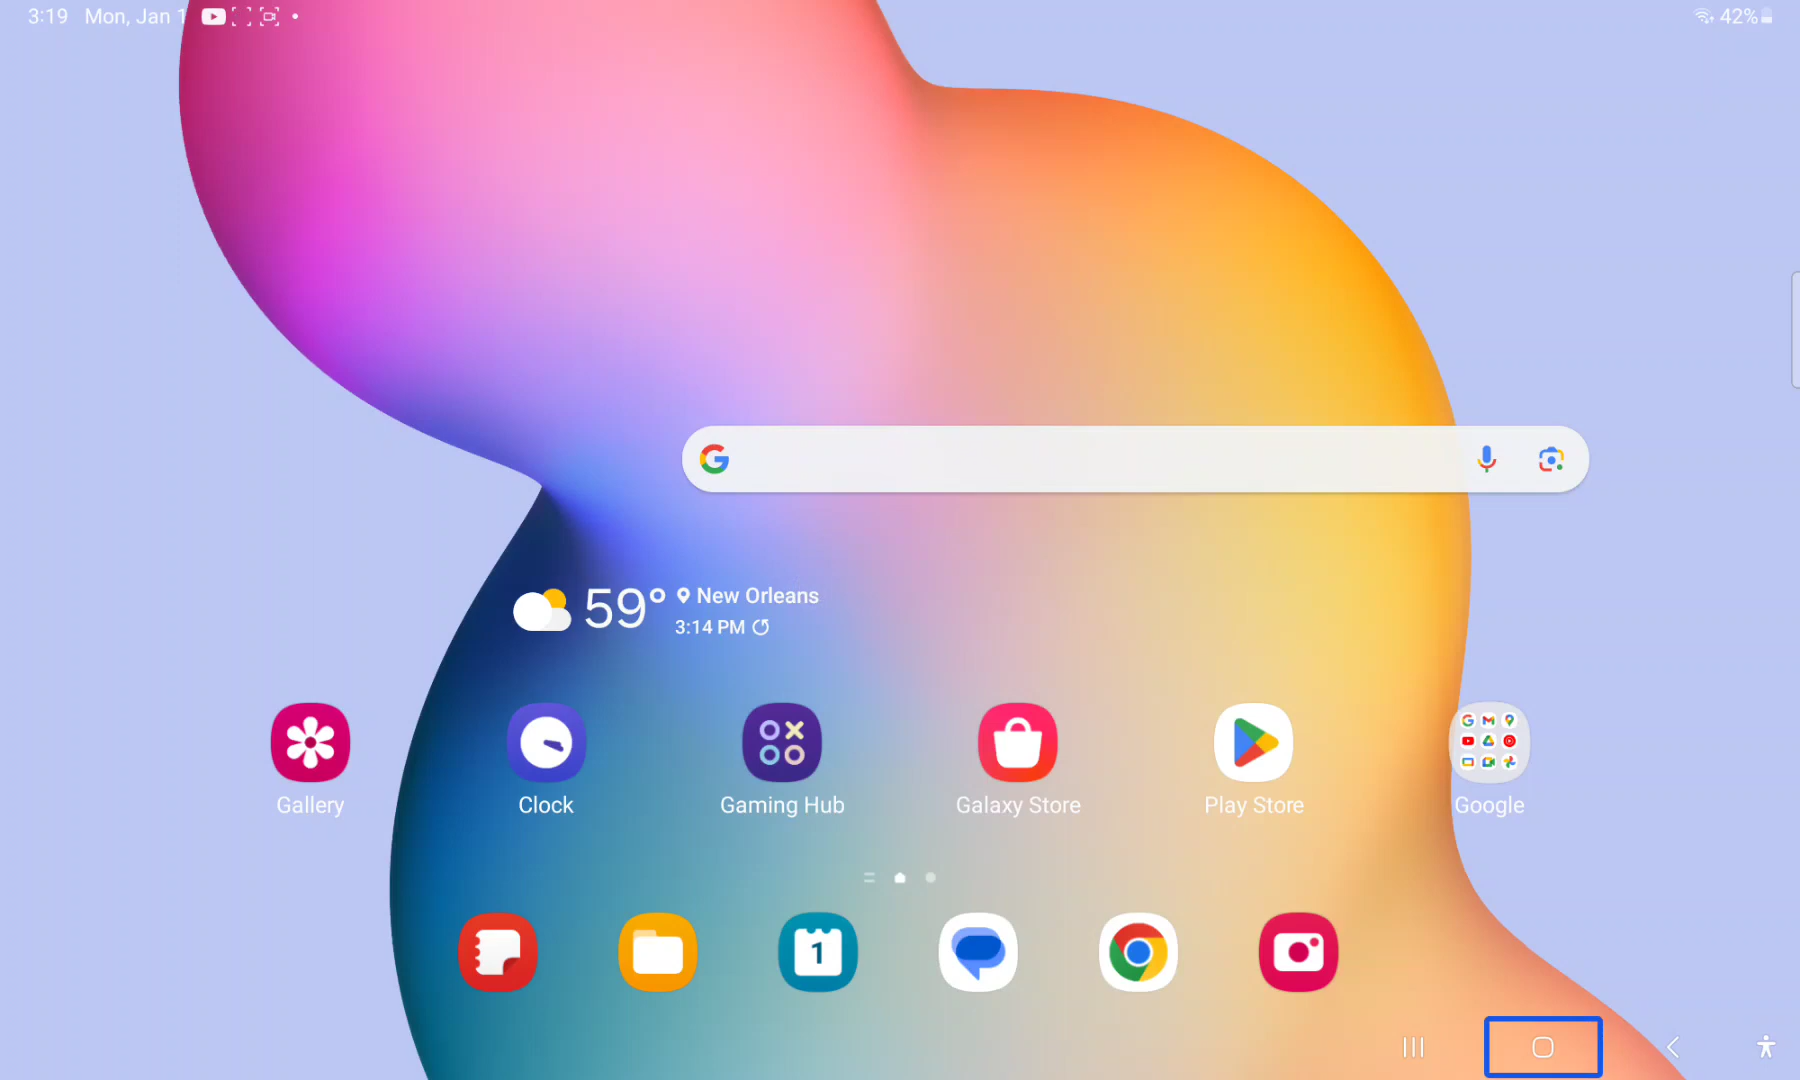 3:19 Mon, Jan 1
42%
59° New Orleans
3:14 PM
Gallery
Clock
Gaming Hub
Galaxy Store
Play Store
Google
1